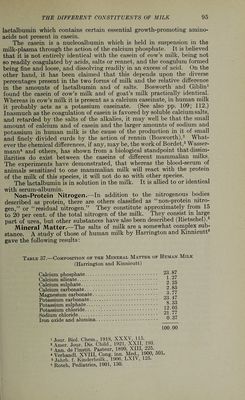 THE DIFFERENT CONSTITUENTS OF MILK 95
lactalbumin which contains certain essential growth-promoting amino-
acids not present in casein.
The casein is a nucleoalbumin which is held in suspension in the
milk-plasma through the action of the calcium phosphate. It is believed
that it is not entirely identical with the casein of cow's milk, being not
so readily coagulated by acids, salts or rennet, and the coagulum formed
being fine and loose, and dissolving readily in an excess of acid. On the
other hand, it has been claimed that this depends upon the diverse
percentages present in the two forms of milk and the relative difference
in the amounts of lactalbumin and of salts. Bosworth and Giblin¹
found the casein of cow's milk and of goat's milk practically identical.
Whereas in cow's milk it is present as a calcium caseinate, in human milk
it probably acts as a potassium caseinate. (See also pp. 109; 112.)
Inasmuch as the coagulation of casein is favored by soluble calcium salts,
and retarded by the salts of the alkalies, it may well be that the small
amount of calcium and of casein and the larger amounts of sodium and
potassium in human milk is the cause of the production in it of small
and finely divided curds by the action of rennin (Bosworth).² What-
ever the chemical differences, if any, may be, the work of Bordet,³ Wasser-
mann⁴ and others, has shown from a biological standpoint that dissim-
ilarities do exist between the caseins of different mammalian milks.
The experiments have demonstrated, that whereas the blood-serum of
animals sensitized to one mammalian milk will react with the protein
of the milk of this species, it will not do so with other species.
The lactalbumin is in solution in the milk. It is allied to or identical
with serum-albumin.
Non-Protein Nitrogen.—In addition to the nitrogenous bodies
described as protein, there are others classified as "non-protein nitro-
gen," or "residual nitrogen." They constitute approximately from 15
to 20 per cent. of the total nitrogen of the milk. They consist in large
part of urea, but other substances have also been described (Rietschel).⁵
Mineral Matter.—The salts of milk are a somewhat complex sub-
stance. A study of those of human milk by Harrington and Kinnicutt⁶
gave the following results:
Table 37.—Composition of the Mineral Matter of Human Milk
(Harrington and Kinnicutt)
Calcium phosphate 23.87
Calcium silicate 1.27
Calcium sulphate 2.25
Calcium carbonate 2.85
Magnesium carbonate 3.77
Potassium carbonate 23.47
Potassium sulphate 8.33
Potassium chloride 12.05
Sodium chloride 21.77
Iron oxide and alumina 0.37
100.00
¹ Jour. Biol. Chem., 1918, XXXV, 115.
² Amer. Jour. Dis. Child., 1921, XXII, 193.
³ Ann. de l'instit. Pasteur, 1899, XIII, 225.
⁴ Verhandl. XVIII, Cong. inn. Med., 1900, 501.
⁵ Jahrb. f. Kinderheilk., 1906, LXIV, 125.
⁶ Rotch, Pediatrics, 1901, 130.